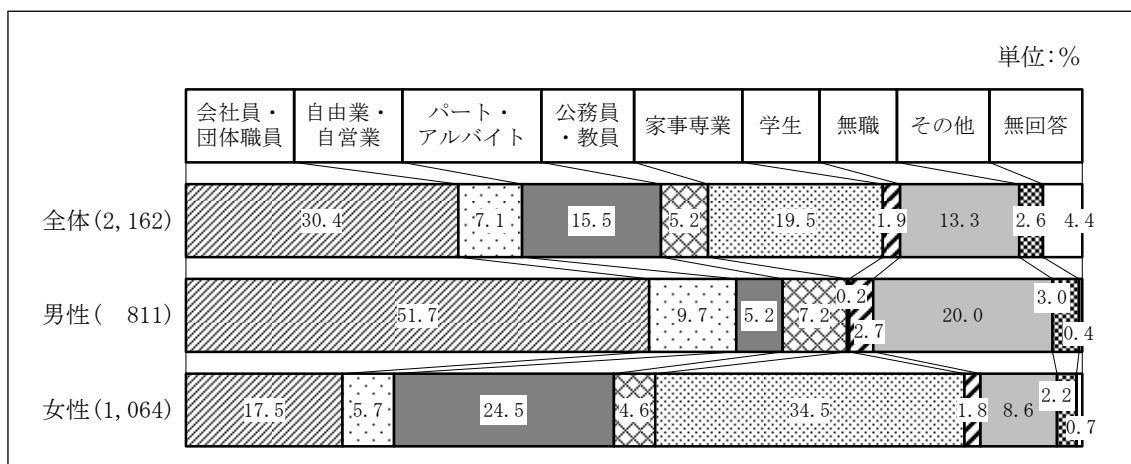 単位:%
会社員・
団体職員
自由業・
自営業
パート・
アルバイト
公務員
・教員
家事専業
学生
無職
その他
無回答
全体(2,162)
30.4
7.1
15.5
5.2
19.5
1.9
13.3
2.6
4.4
男性( 811)
51.7
9.7
5.2
7.2
0.2
2.7
20.0
3.0
0.4
女性(1,064)
17.5
5.7
24.5
4.6
34.5
1.8
8.6
2.2
0.7